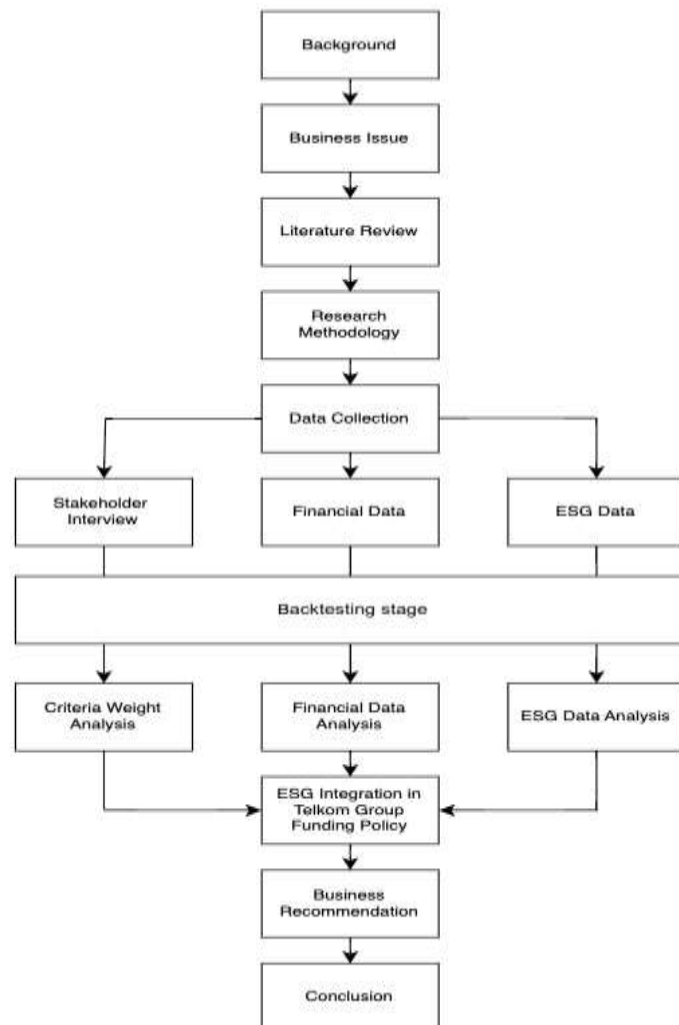 Background
Business Issue
Literature Review
Research
Methodology
Data Collection
Stakeholder
Interview
Financial Data
ESG Data
Backtesting stage
Criteria Weight
Analysis
Financial Data
Analysis
ESG Data Analysis
ESG Integration in
Telkom Group
Funding Policy
Business
Recommendation
Conclusion